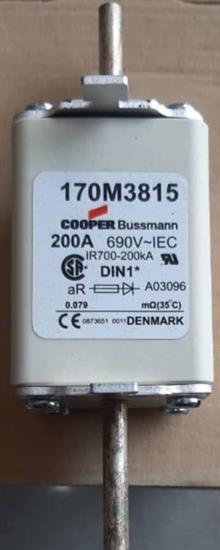 170M3815
COOPER Bussmann
200A 690V~IEC
IR700-200kA
DIN1*
aR A03096
0.079 mΩ(35°C)
CE 0873651 0011 DENMARK